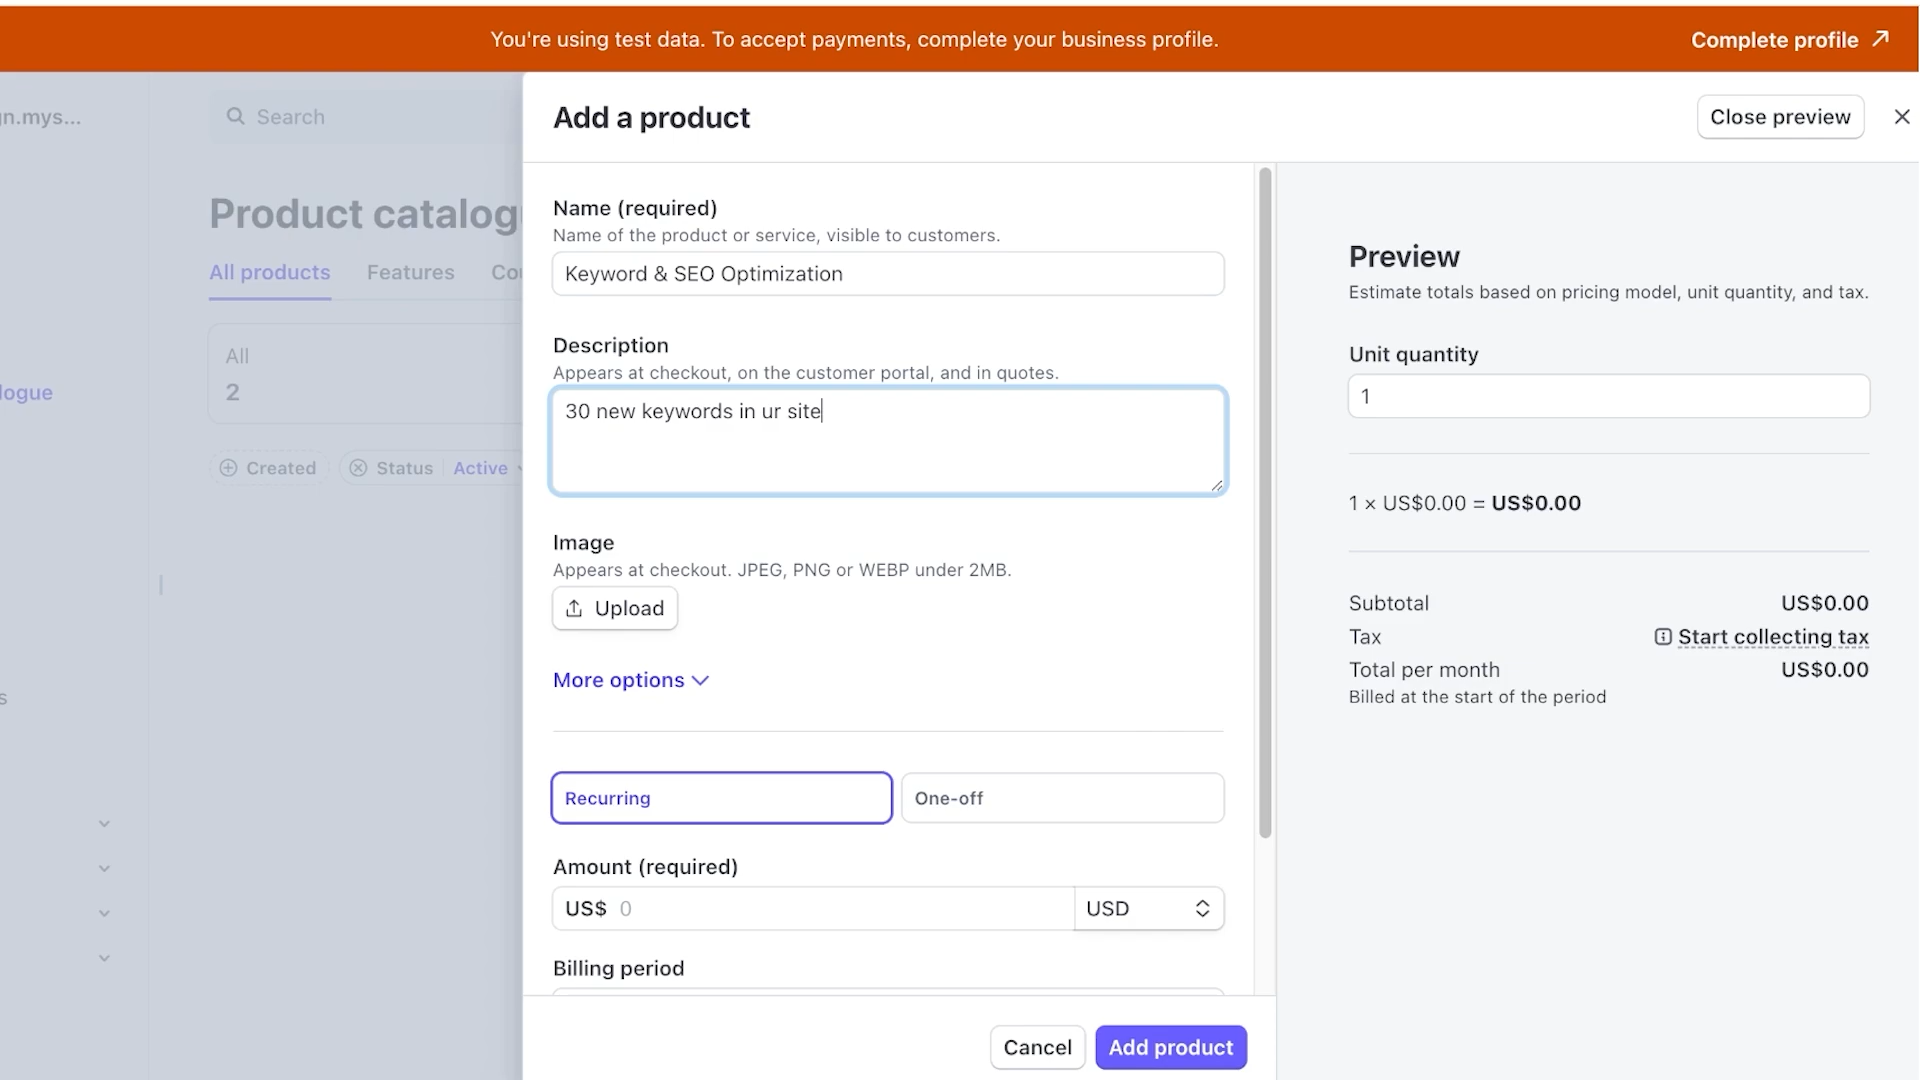 You're using test data. To accept payments, complete your business profile.
Complete profile
Search
Product catalogu
All products
Features
All
2
Created
Status
Active
Add a product
Close preview
Name (required)
Name of the product or service, visible to customers.
Keyword & SEO Optimization
Description
Appears at checkout, on the customer portal, and in quotes.
30 new keywords in ur site
Image
Appears at checkout. JPEG, PNG or WEBP under 2MB.
Upload
More options
Recurring
One-off
Amount (required)
US$ 0
USD
Billing period
Cancel
Add product
Preview
Estimate totals based on pricing model, unit quantity, and tax.
Unit quantity
1
1 × US$0.00 = US$0.00
Subtotal US$0.00
Tax Start collecting tax
Total per month US$0.00
Billed at the start of the period